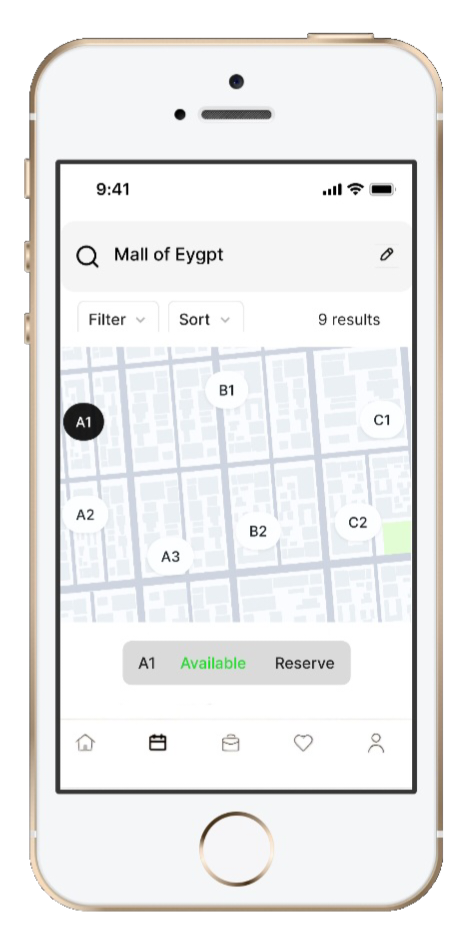 9:41
Mall of Eygpt
Filter Sort 9 results
B1
A1 C1
A2 B2 C2
A3
A1 Available Reserve